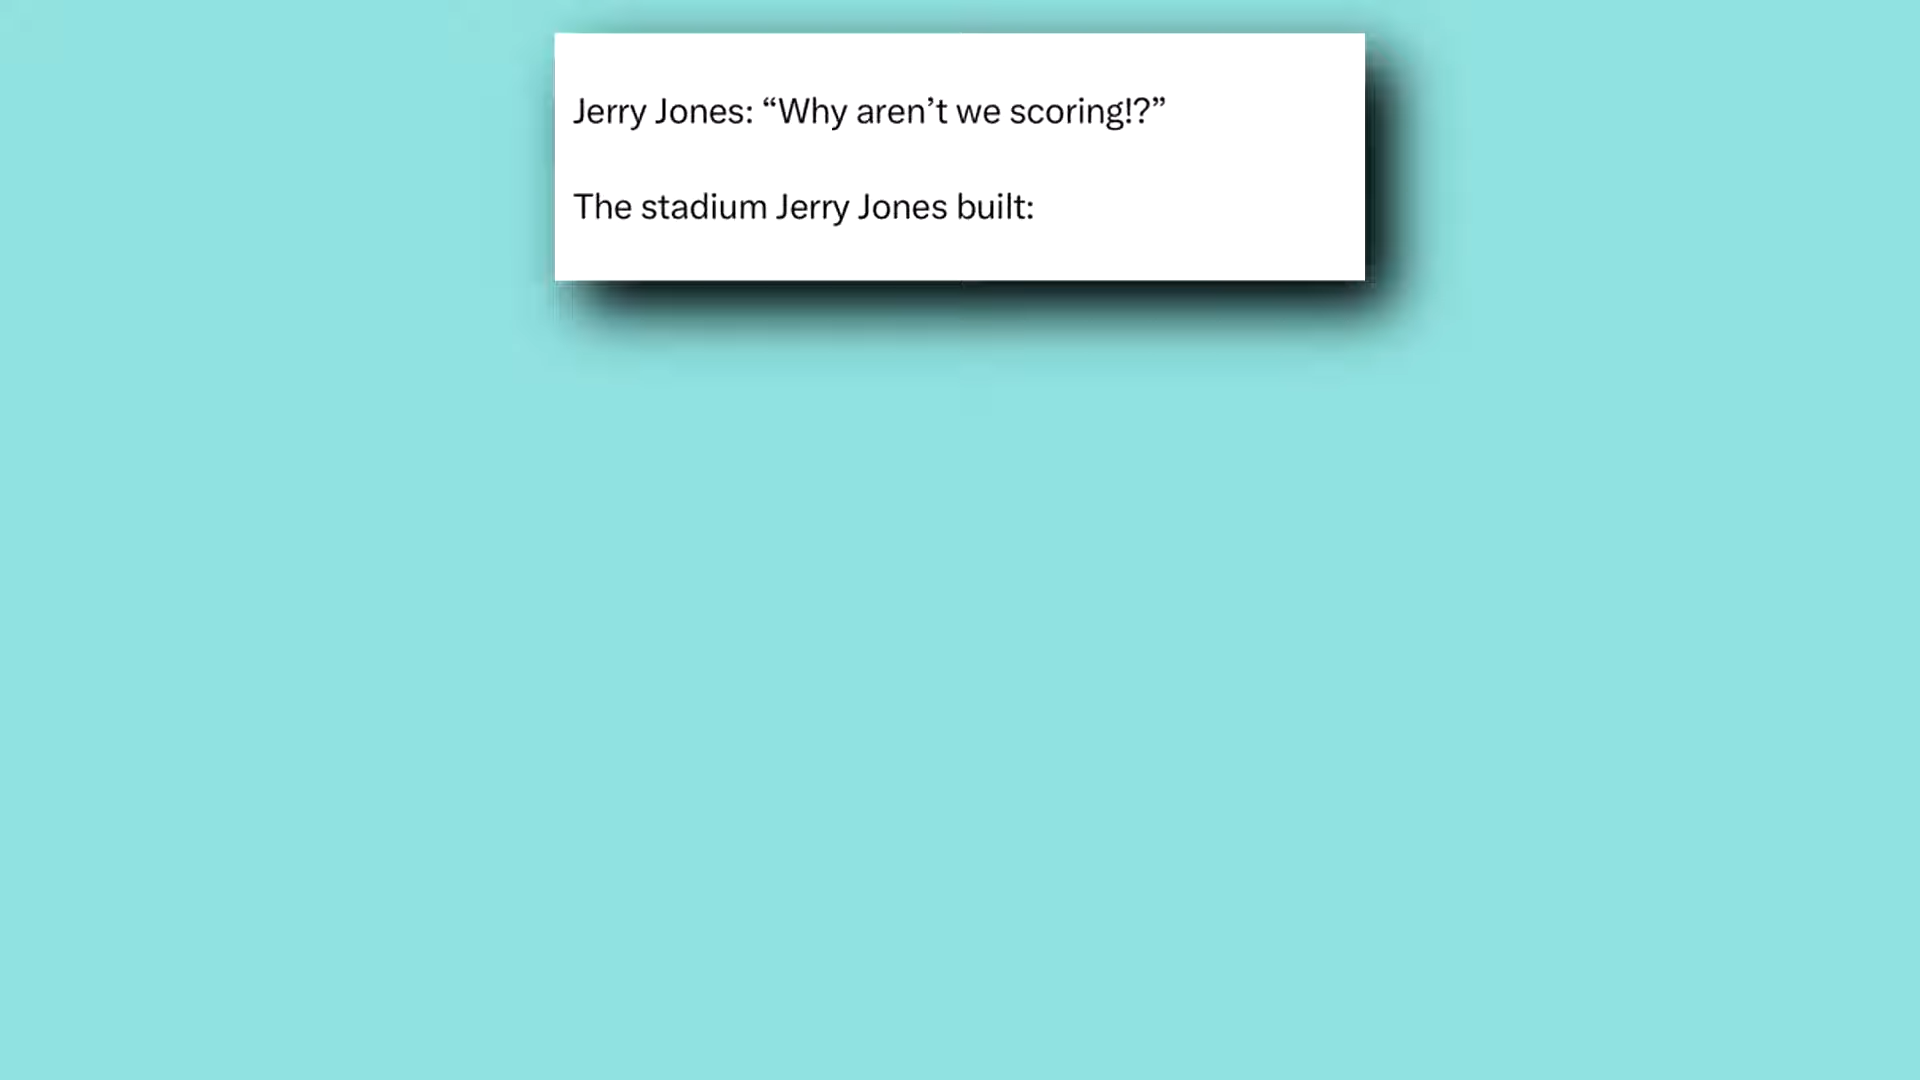 Jerry Jones: “Why aren’t we scoring!?”
The stadium Jerry Jones built: